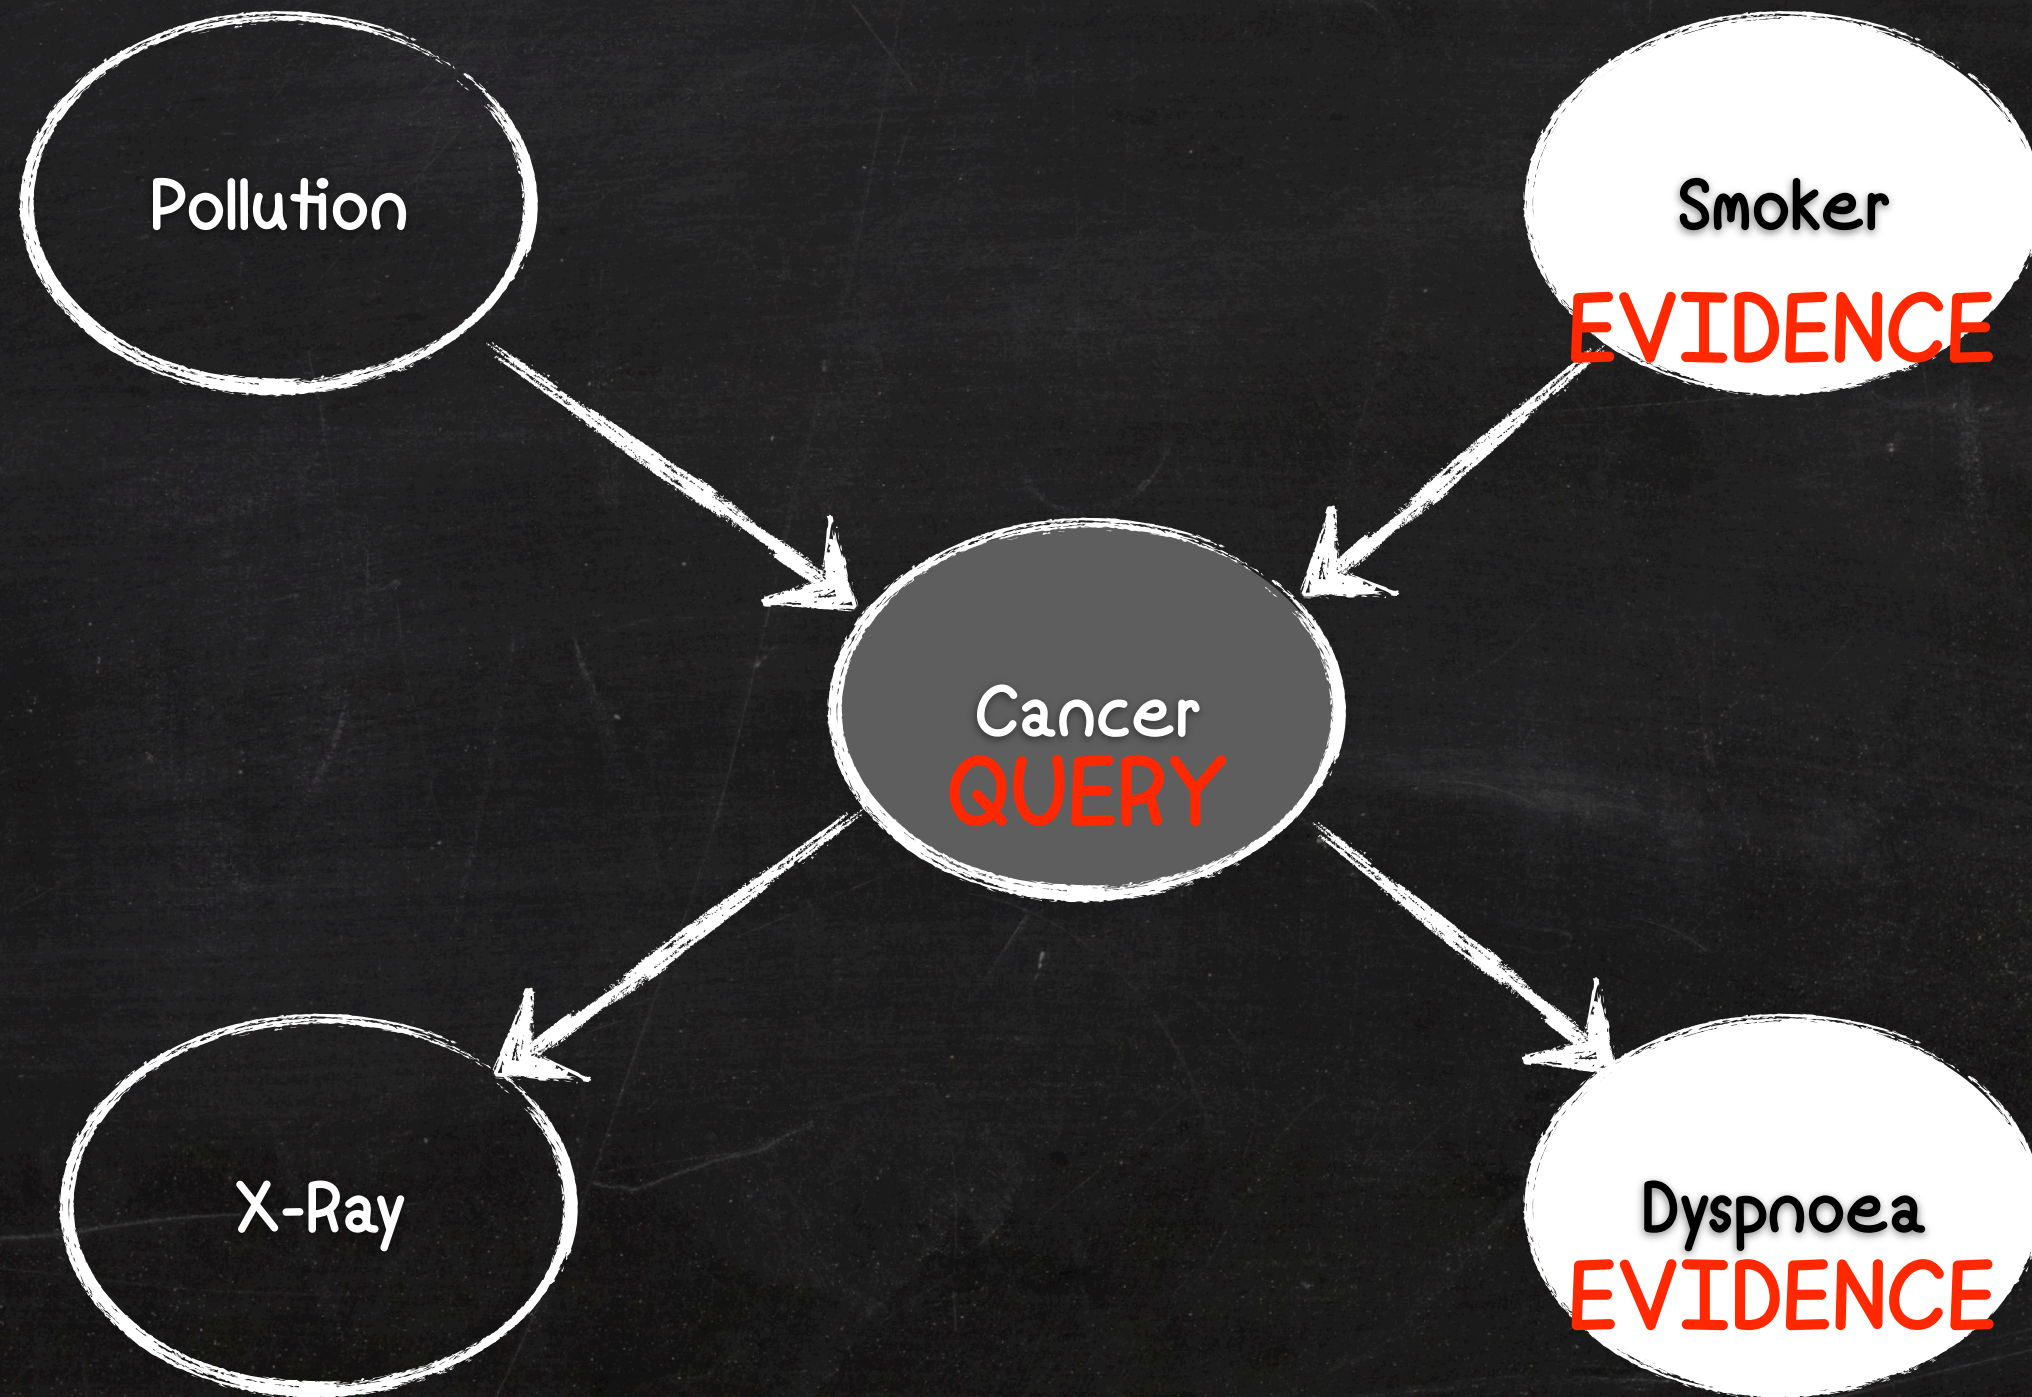 Pollution
Smoker
EVIDENCE
Cancer
QUERY
X-Ray
Dyspnoea
EVIDENCE